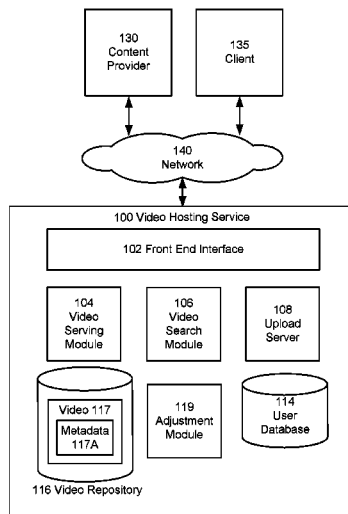 130
Content
Provider
135
Client
140
Network
100 Video Hosting Service
102 Front End Interface
104
Video
Serving
Module
106
Video
Search
Module
108
Upload
Server
Video 117
Metadata
117A
116 Video Repository
119
Adjustment
Module
114
User
Database